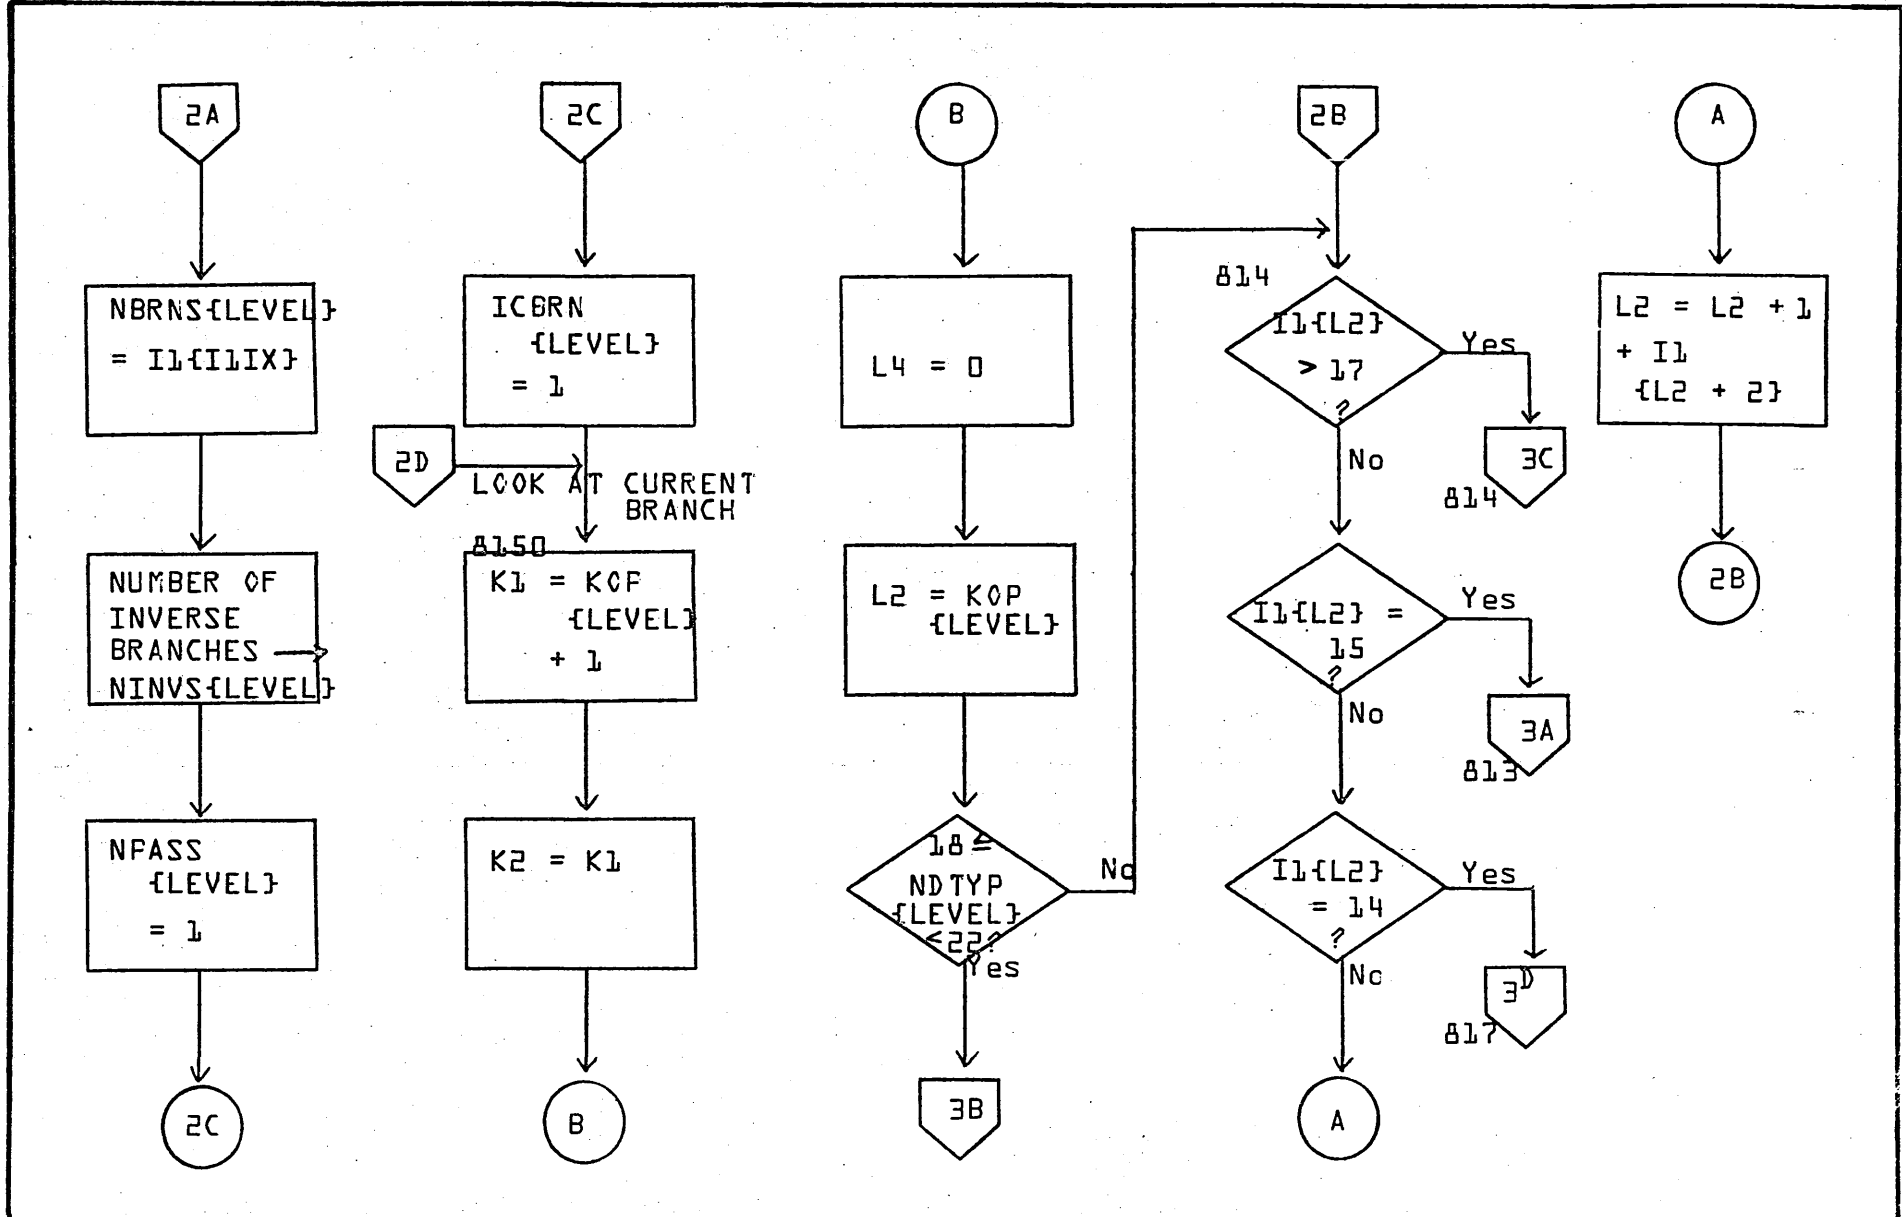 2A
NBRNS{LEVEL}
= I1{I1IX}
NUMBER OF
INVERSE
BRANCHES →
NINVS{LEVEL}
NPASS
{LEVEL}
= 1
2C
2C
ICBRN
{LEVEL}
= 1
2D
LOOK AT CURRENT
BRANCH
8150
K1 = KOP
{LEVEL}
+ 1
K2 = K1
B
B
L4 = 0
L2 = KOP
{LEVEL}
18 ≤
NDTYP
{LEVEL}
<22?
No
Yes
3B
2B
814
I1{L2}
> 17
?
Yes
No
3C
814
I1{L2} =
15
?
Yes
No
3A
813
I1{L2}
= 14
?
Yes
No
3D
817
A
A
L2 = L2 + 1
+ I1
{L2 + 2}
2B